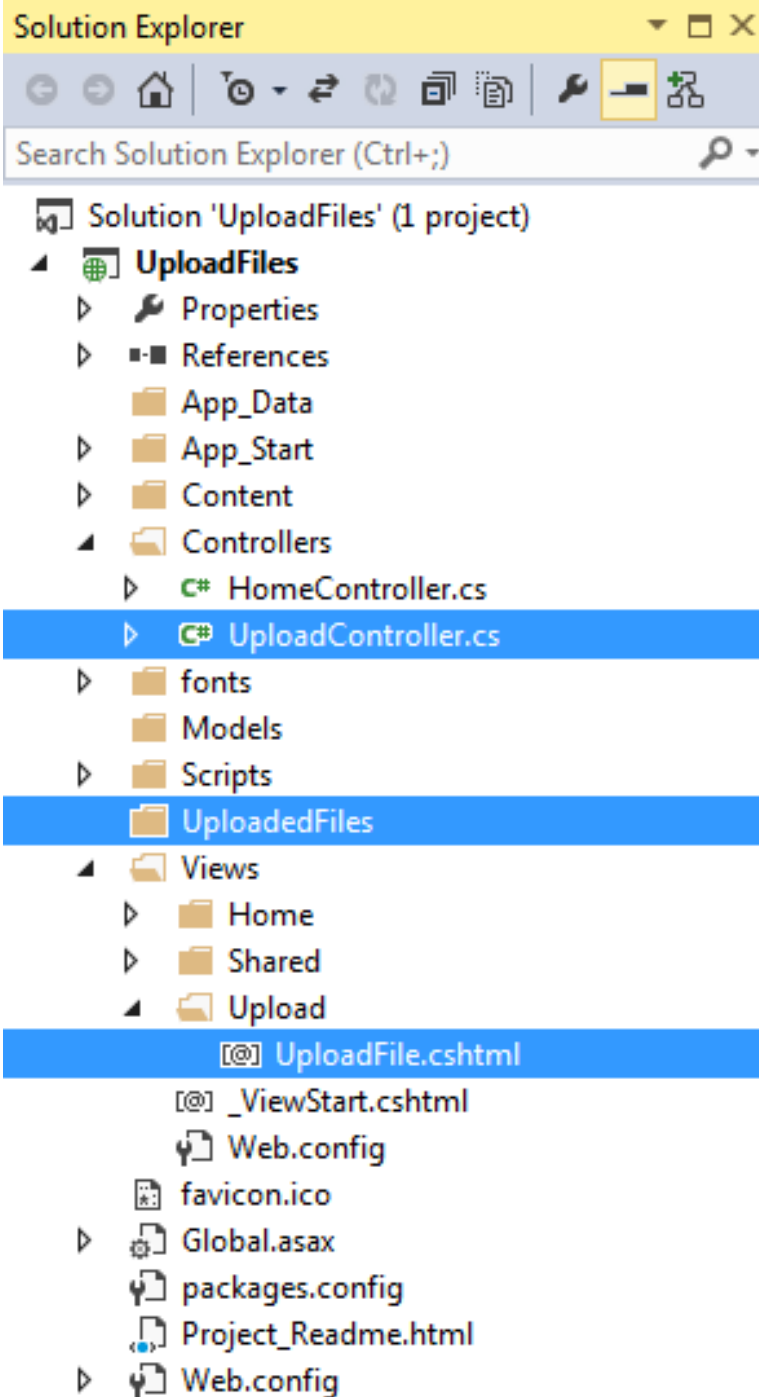 Solution Explorer
Search Solution Explorer (Ctrl+;)
Solution 'UploadFiles' (1 project)
UploadFiles
Properties
References
App_Data
App_Start
Content
Controllers
C# HomeController.cs
C# UploadController.cs
fonts
Models
Scripts
UploadedFiles
Views
Home
Shared
Upload
[@] UploadFile.cshtml
[@] _ViewStart.cshtml
Web.config
favicon.ico
Global.asax
packages.config
Project_Readme.html
Web.config